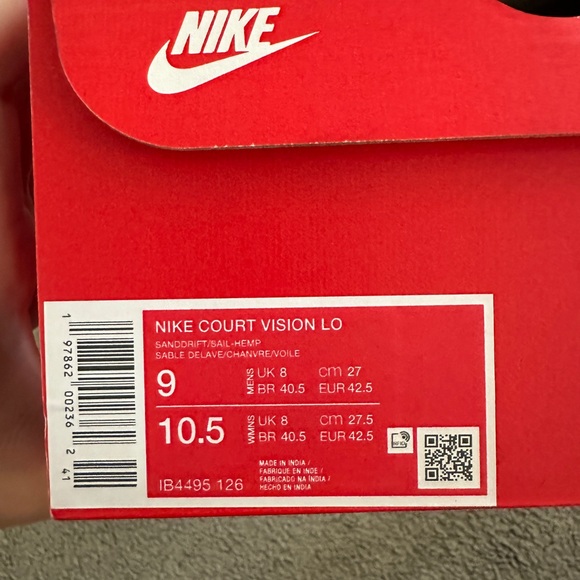 NIKE
NIKE COURT VISION LO
SANDDRIFT/SAIL-HEMP
SABLE DELAVE/CHANVRE/VOILE
9 MENS UK 8 cm 27
BR 40.5 EUR 42.5
10.5 WMNS UK 8 cm 27.5
BR 40.5 EUR 42.5
IB4495 126
MADE IN INDIA /
FABRIQUE EN INDE /
FABRICADO NA ÍNDIA /
HECHO EN INDIA
1 97862 00236 2 41